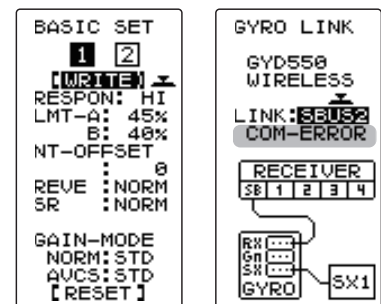 BASIC SET
1 2
[WRITE]
RESPON: HI
LMT-A: 45%
B: 40%
NT-OFFSET
: 0
REVE :NORM
SR :NORM
GAIN-MODE
NORM:STD
AVCS:STD
[RESET]
GYRO LINK
GYD550
WIRELESS
LINK:SBUS2
COM-ERROR
RECEIVER
SB 1 2 3 4
RX
Gn
SX
GYRO
SX1